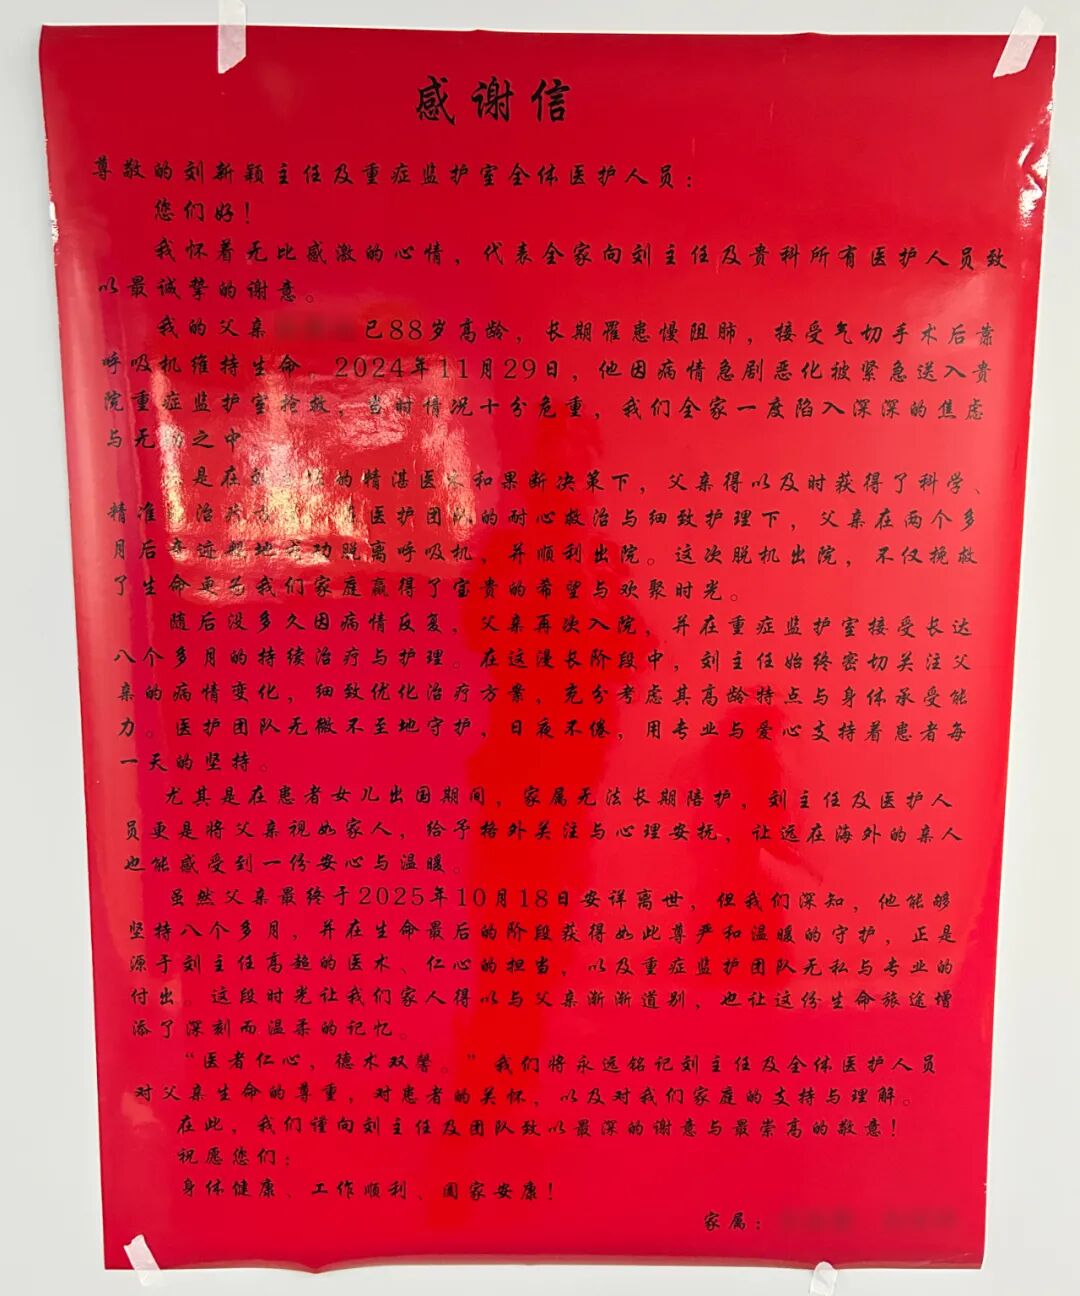 感谢信
尊敬的刘新颖主任及重症监护室全体医护人员：
您们好！
我怀着无比感激的心情，代表全家向刘主任及贵科所有医护人员致
以最诚挚的谢意。
我的父亲 已88岁高龄，长期罹患慢阻肺，接受气切手术后靠
呼吸机维持生命。2024年11月29日，他因病情急剧恶化被紧急送入贵
院重症监护室抢救，当时情况十分危重，我们全家一度陷入深深的焦虑
与无 之中
是在刘 的精湛医术和果断决策下，父亲得以及时获得了科学、
精准 治疗 医护团队的耐心救治与细致护理下，父亲在两个多
月后奇迹般地成功脱离呼吸机，并顺利出院。这次脱机出院，不仅挽救
了生命更为我们家庭赢得了宝贵的希望与欢聚时光。
随后没多久因病情反复，父亲再次入院，并在重症监护室接受长达
八个多月的持续治疗与护理。在这漫长阶段中，刘主任始终密切关注父
亲的病情变化，细致优化治疗方案，充分考虑其高龄特点与身体承受能
力。医护团队无微不至地守护，日夜不倦，用专业与爱心支持着患者每
一天的坚持。
尤其是在患者女儿出国期间，家属无法长期陪护，刘主任及医护人
员更是将父亲视如家人，给予格外关注与心理安抚，让远在海外的亲人
也能感受到一份安心与温暖。
虽然父亲最终于2025年10月18日安详离世，但我们深知，他能够
坚持八个多月，并在生命最后的阶段获得如此尊严和温暖的守护，正是
源于刘主任高超的医术、仁心的担当，以及重症监护团队无私与专业的
付出。这段时光让我们家人得以与父亲渐渐道别，也让这份生命旅途增
添了深刻而温柔的记忆。
“医者仁心，德术双馨。”我们将永远铭记刘主任及全体医护人员
对父亲生命的尊重，对患者的关怀，以及对我们家庭的支持与理解。
在此，我们谨向刘主任及团队致以最深的谢意与最崇高的敬意！
祝愿您们：
身体健康、工作顺利、阖家安康！
家属：